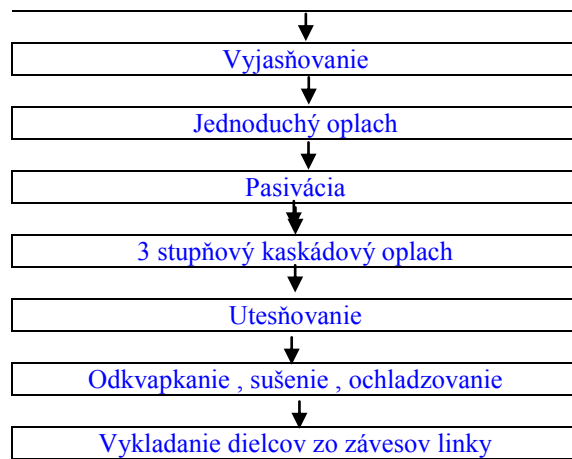 Vyjasňovanie
Jednoduchý oplach
Pasivácia
3 stupňový kaskádový oplach
Utesňovanie
Odkvapkanie , sušenie , ochladzovanie
Vykladanie dielcov zo závesov linky